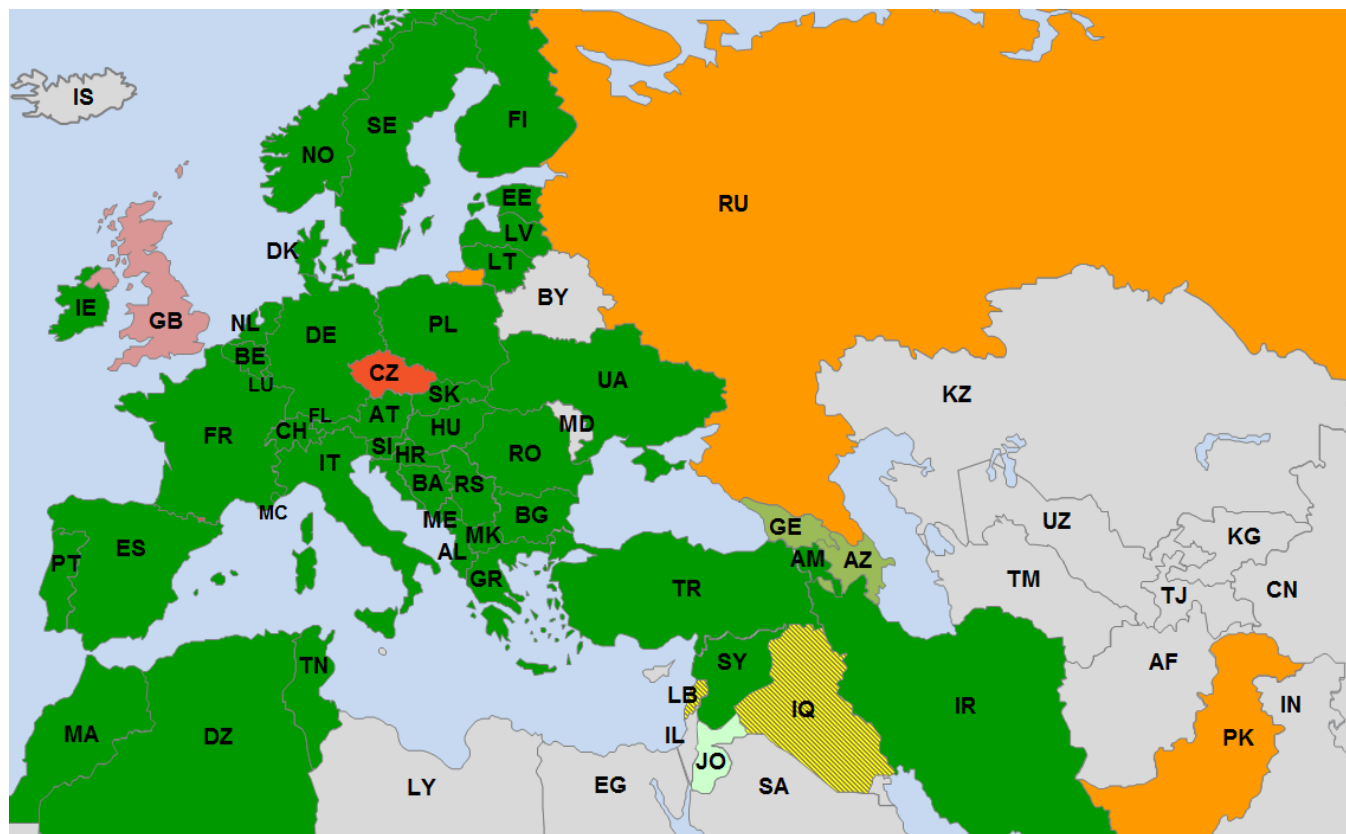 IS
SE
FI
NO
EE
RU
LV
DK
LT
IE
BY
GB
NL
DE
PL
BE
CZ
LU
SK
UA
KZ
FL
AT
MD
FR
CH
HU
SI
HR
RO
IT
BA
RS
MC
ME
BG
GE
UZ
ES
MK
KG
PT
AL
AM
AZ
GR
TR
TM
TJ
CN
TN
SY
AF
LB
IQ
IR
IN
MA
DZ
IL
PK
JO
LY
EG
SA